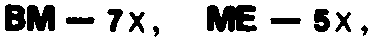 BM — 7x, ME — 5x,